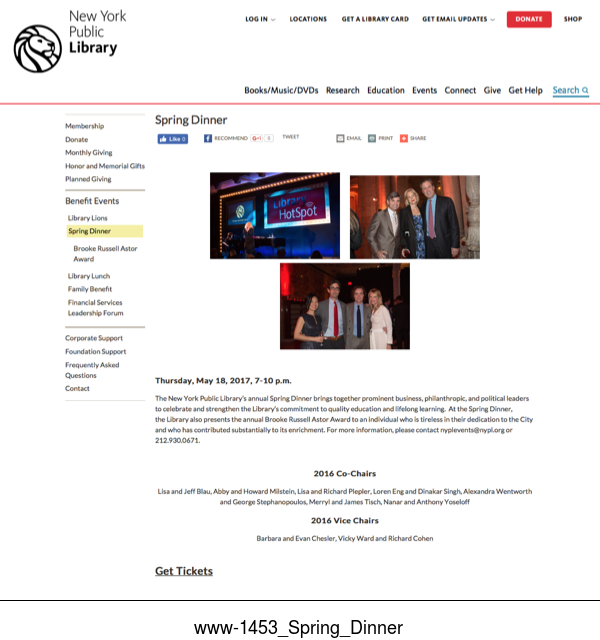 New York
Public
Library
LOG IN
LOCATIONS
GET A LIBRARY CARD
GET EMAIL UPDATES
DONATE
SHOP
Books/Music/DVDs Research Education Events Connect Give Get Help Search
Membership
Donate
Monthly Giving
Honor and Memorial Gifts
Planned Giving
Benefit Events
Library Lions
Spring Dinner
Brooke Russell Astor
Award
Library Lunch
Family Benefit
Financial Services
Leadership Forum
Corporate Support
Foundation Support
Frequently Asked
Questions
Contact
Spring Dinner
Like 0
RECOMMEND
0
TWEET
EMAIL
PRINT
SHARE
Library
HotSpot
Thursday, May 18, 2017, 7-10 p.m.
The New York Public Library's annual Spring Dinner brings together prominent business, philanthropic, and political leaders
to celebrate and strengthen the Library's commitment to quality education and lifelong learning. At the Spring Dinner,
the Library also presents the annual Brooke Russell Astor Award to an individual who is tireless in their dedication to the City
and who has contributed substantially to its enrichment. For more information, please contact nyplevents@nypl.org or
212.930.0671.
2016 Co-Chairs
Lisa and Jeff Blau, Abby and Howard Milstein, Lisa and Richard Plepler, Loren Eng and Dinakar Singh, Alexandra Wentworth
and George Stephanopoulos, Merryl and James Tisch, Nanar and Anthony Yoseloff
2016 Vice Chairs
Barbara and Evan Chesler, Vicky Ward and Richard Cohen
Get Tickets
www-1453_Spring_Dinner